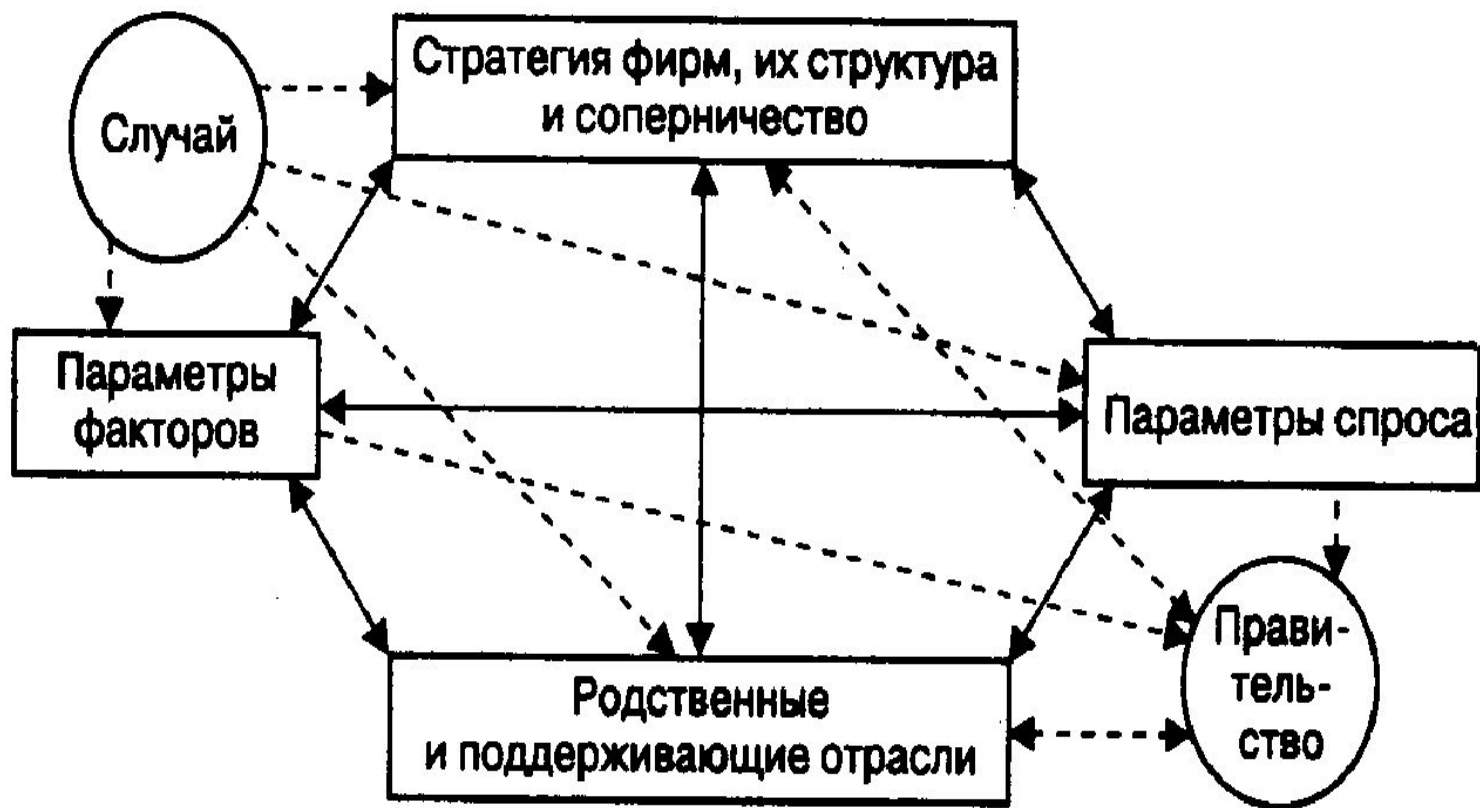 Стратегия фирм, их структура
и соперничество
Случай
Параметры
факторов
Параметры спроса
Прави-
тель-
ство
Родственные
и поддерживающие отрасли